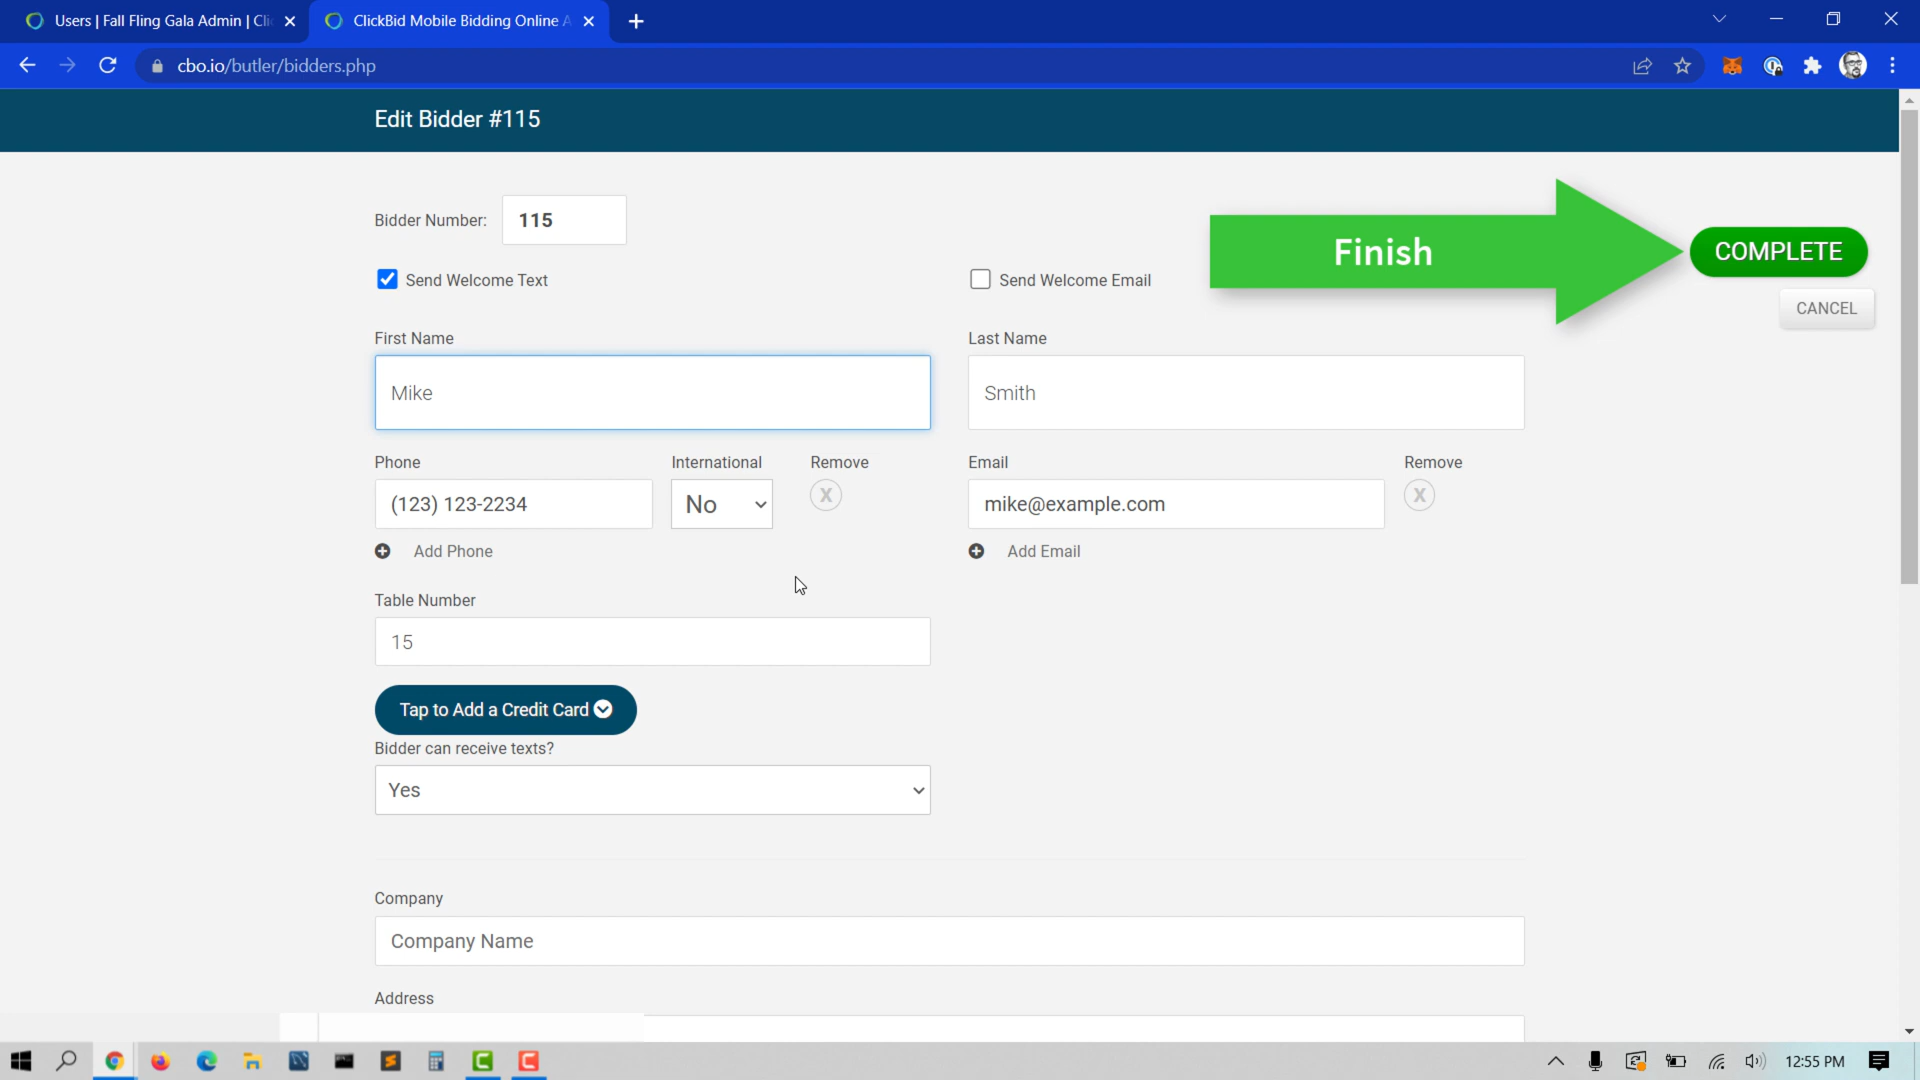 Users | Fall Fling Gala Admin | Cli
ClickBid Mobile Bidding Online A
cbo.io/butler/bidders.php
Edit Bidder #115
Bidder Number: 115
Finish
COMPLETE
Send Welcome Text
Send Welcome Email
CANCEL
First Name
Last Name
Mike
Smith
Phone
International
Remove
Email
Remove
(123) 123-2234
No
X
mike@example.com
X
Add Phone
Add Email
Table Number
15
Tap to Add a Credit Card
Bidder can receive texts?
Yes
Company
Company Name
Address
12:55 PM